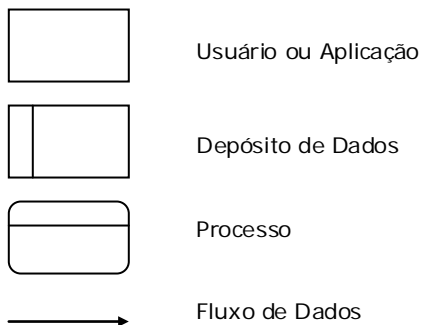 Usuário ou Aplicação
Depósito de Dados
Processo
Fluxo de Dados